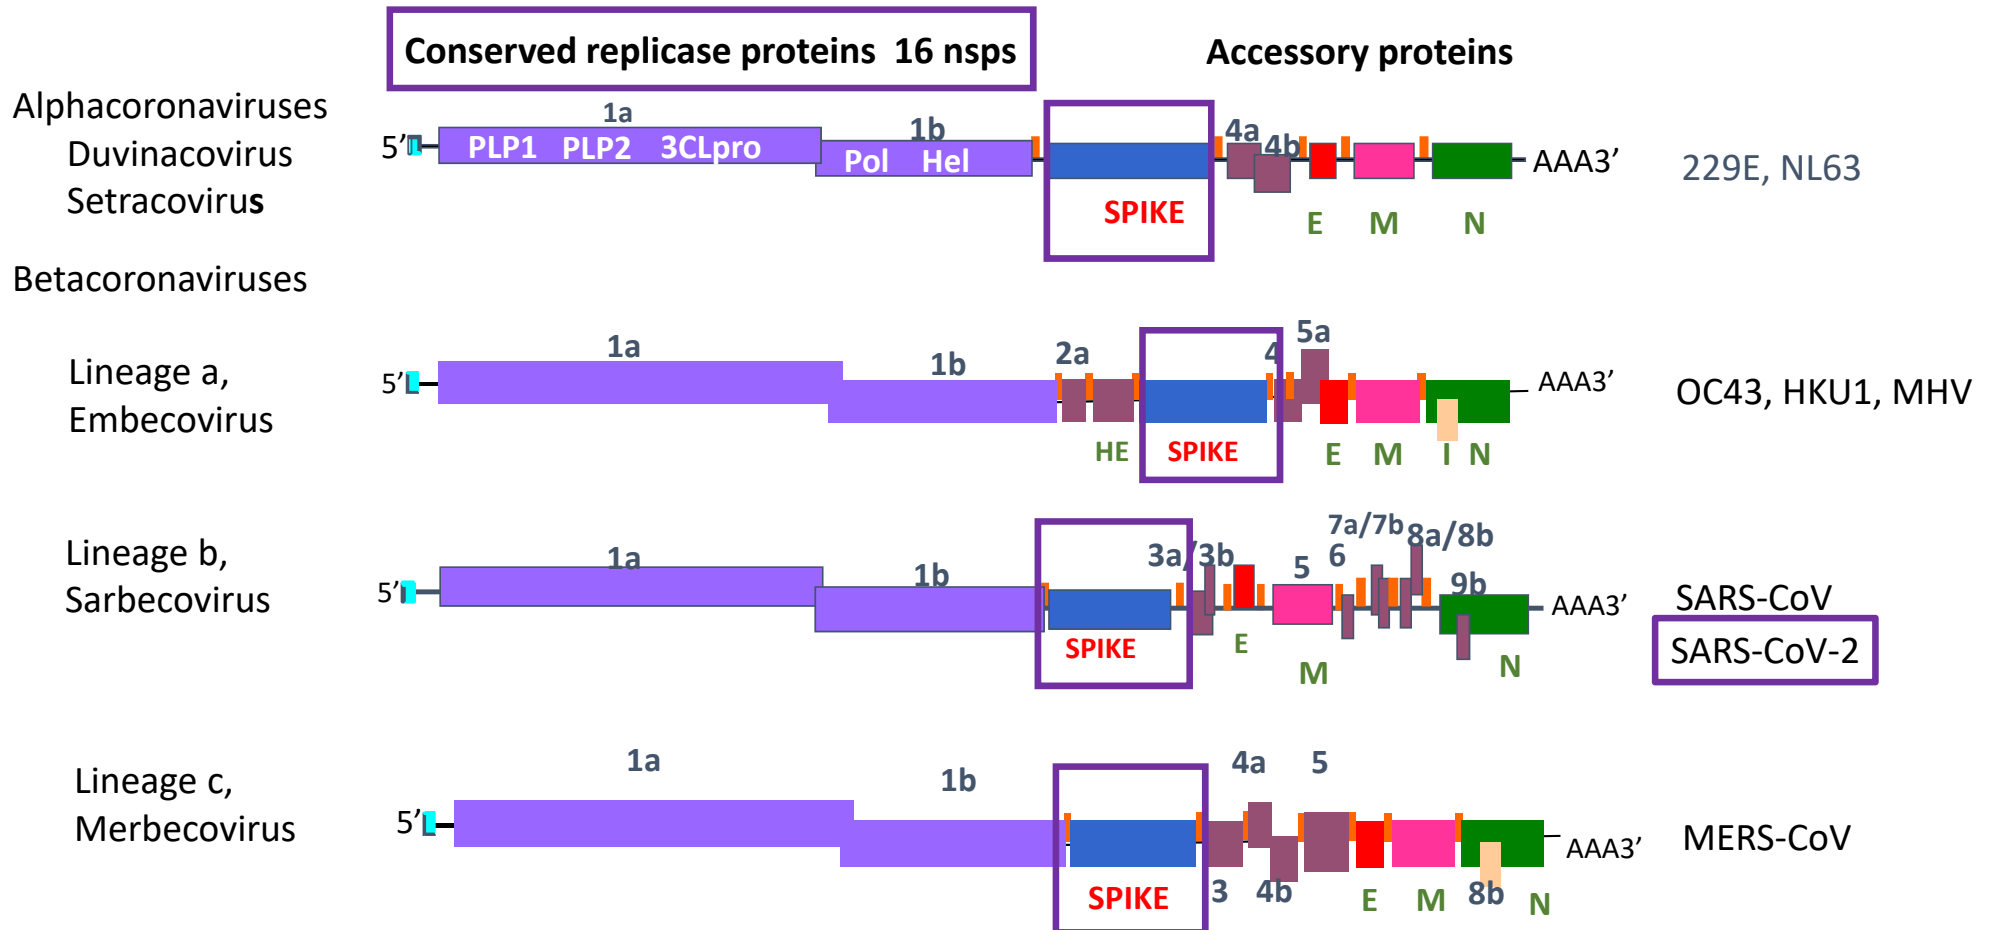 Conserved replicase proteins 16 nsps
Accessory proteins
Alphacoronaviruses
Duvinacovirus
Setracovirus
1a
1b
4a
4b
5’
PLP1 PLP2 3CLpro
Pol Hel
AAA3’
SPIKE
E M N
229E, NL63
Betacoronaviruses
Lineage a,
Embecovirus
1a
1b
2a
4
5a
5’
AAA3’
HE
SPIKE
E M I N
OC43, HKU1, MHV
Lineage b,
Sarbecovirus
1a
1b
3a/3b
5
6
7a/7b
8a/8b
9b
5’
AAA3’
SPIKE
E
M
N
SARS-CoV
SARS-CoV-2
Lineage c,
Merbecovirus
1a
1b
4a
5
5’
AAA3’
SPIKE
3
4b
E M
8b
N
MERS-CoV